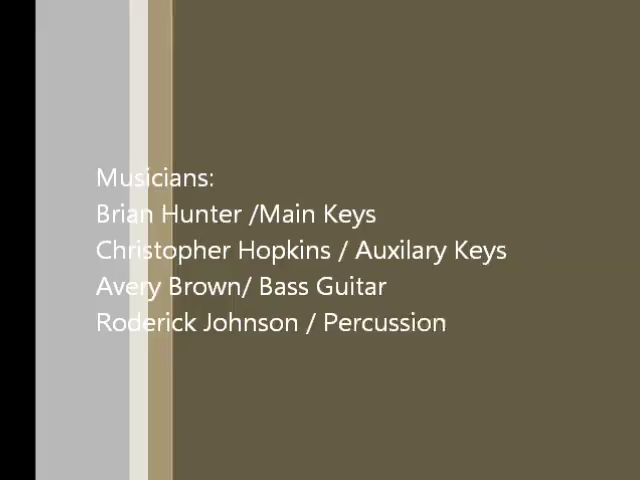 Musicians:
Brian Hunter /Main Keys
Christopher Hopkins / Auxilary Keys
Avery Brown/ Bass Guitar
Roderick Johnson / Percussion